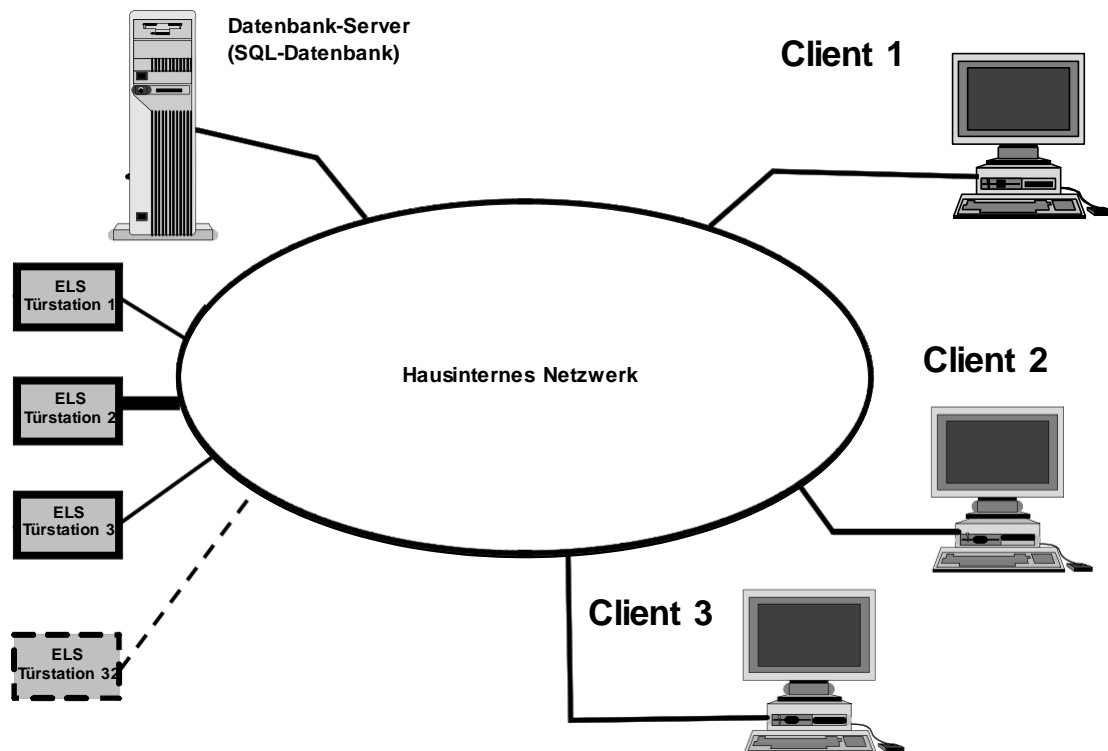 Datenbank-Server
(SQL-Datenbank)
Client 1
ELS
Türstation 1
ELS
Türstation 2
ELS
Türstation 3
ELS
Türstation 32
Hausinternes Netzwerk
Client 2
Client 3